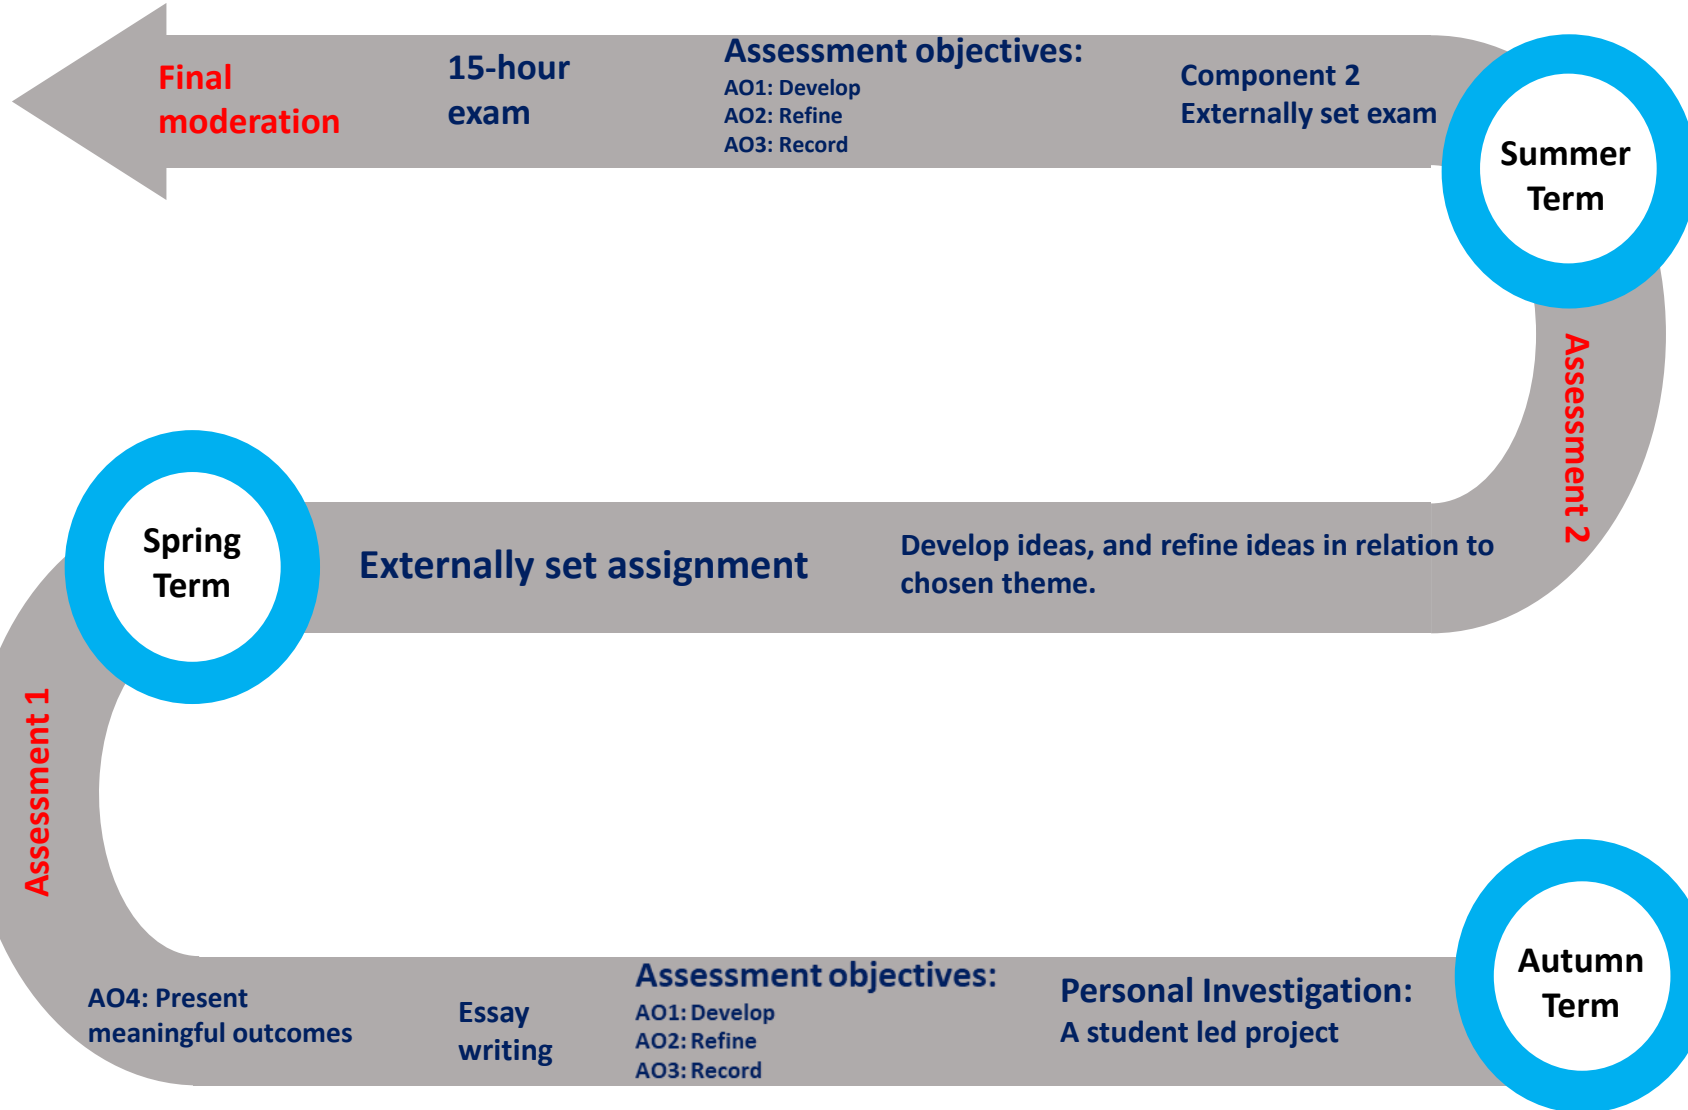 Final
moderation
15-hour
exam
Assessment objectives:
AO1: Develop
AO2: Refine
AO3: Record
Component 2
Externally set exam
Summer
Term
Assessment 2
Spring
Term
Externally set assignment
Develop ideas, and refine ideas in relation to
chosen theme.
Assessment 1
AO4: Present
meaningful outcomes
Essay
writing
Assessment objectives:
AO1: Develop
AO2: Refine
AO3: Record
Personal Investigation:
A student led project
Autumn
Term